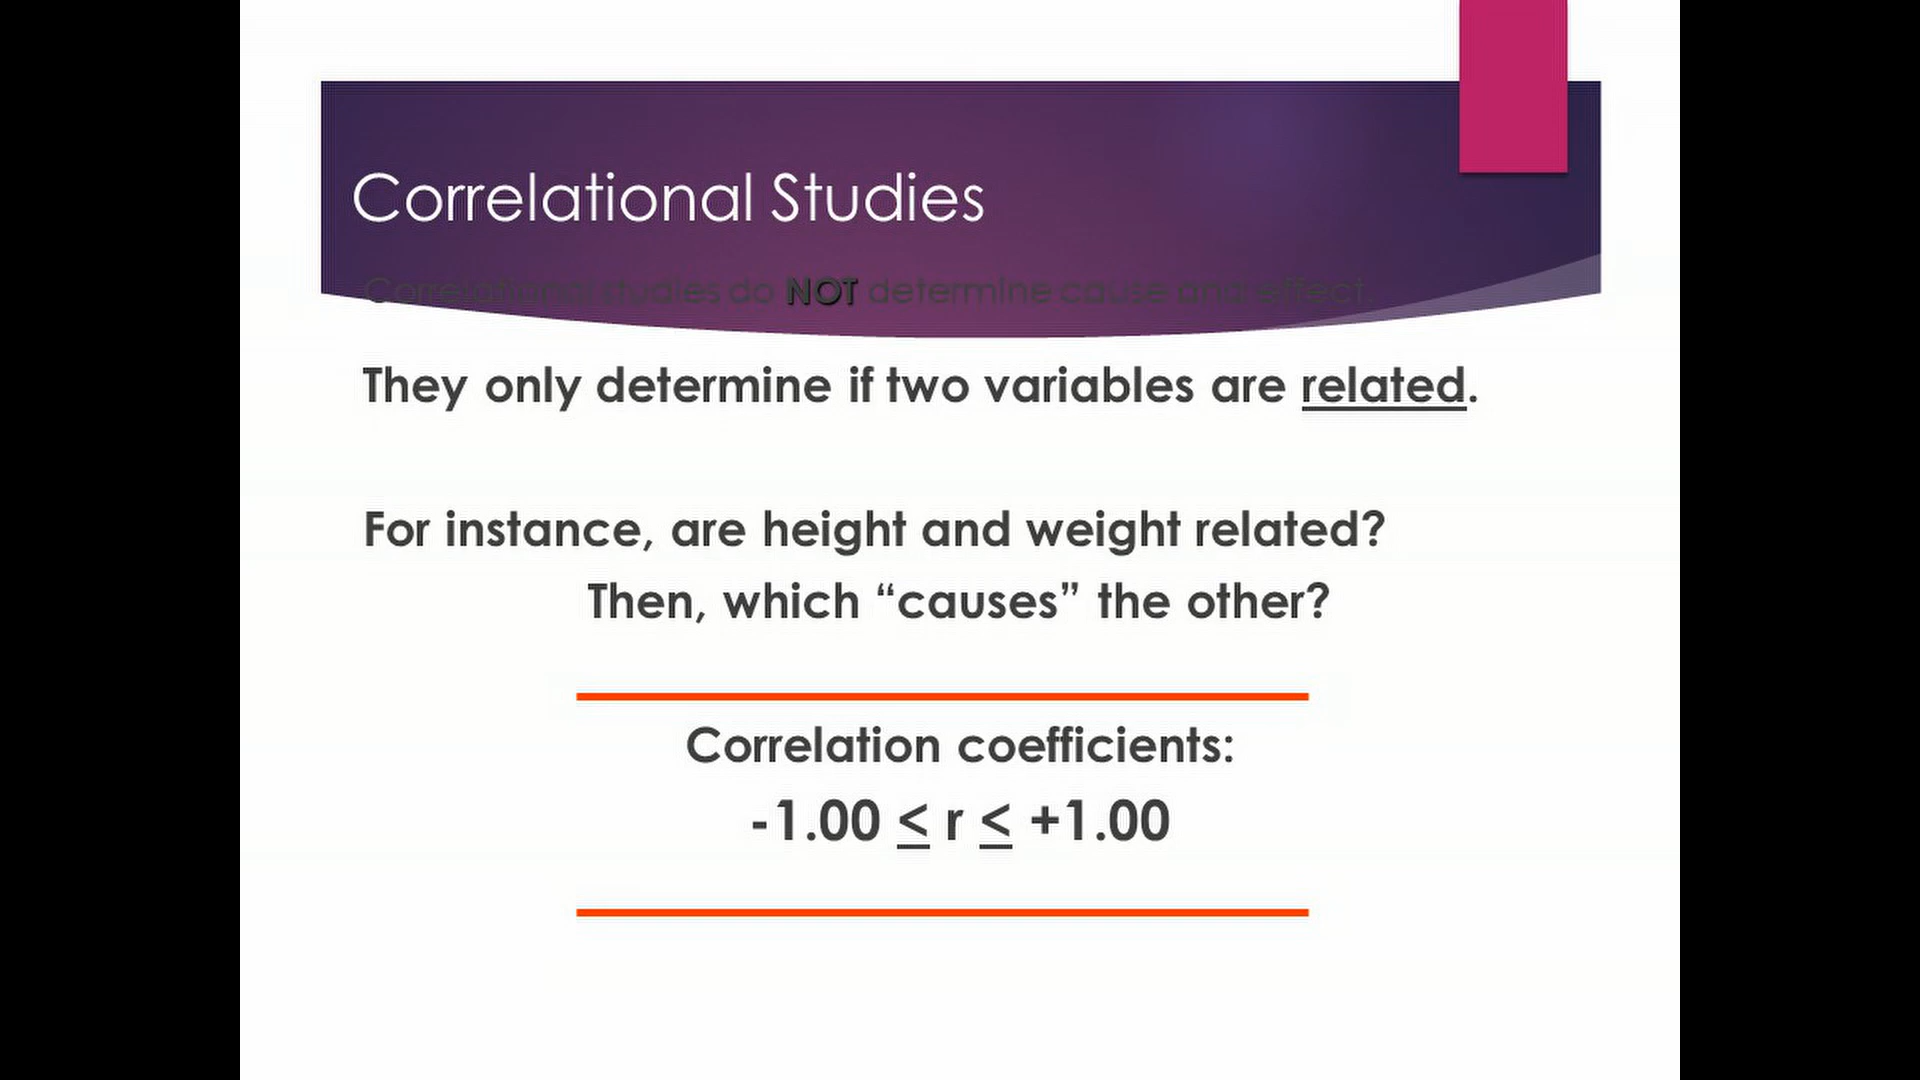 Correlational Studies
Correlational studies do NOT determine cause and effect.
They only determine if two variables are related.
For instance, are height and weight related?
Then, which “causes” the other?
Correlation coefficients:
-1.00 < r < +1.00